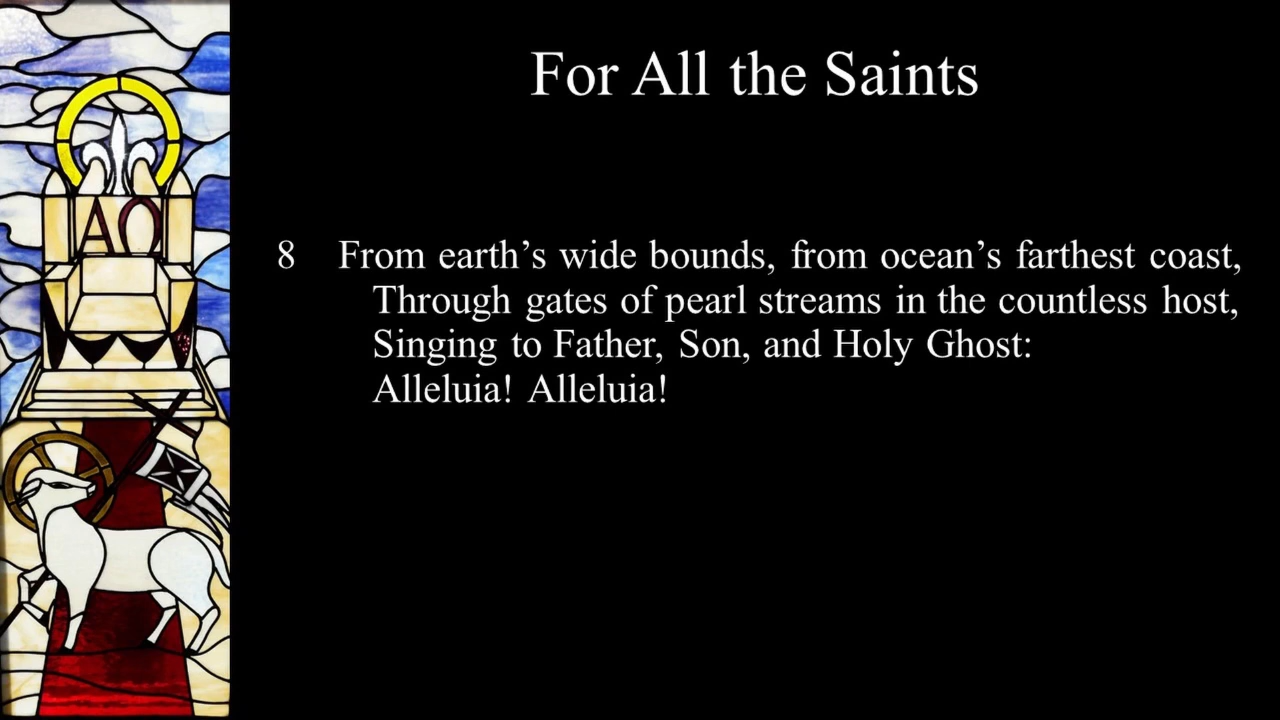 For All the Saints
ΑΩ
8 From earth’s wide bounds, from ocean’s farthest coast,
Through gates of pearl streams in the countless host,
Singing to Father, Son, and Holy Ghost:
Alleluia! Alleluia!